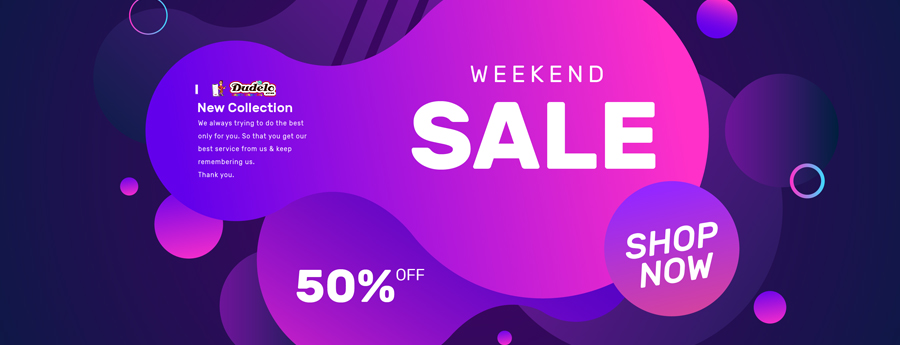 Dudelc
New Collection
We always trying to do the best
only for you. So that you get our
best service from us & keep
remembering us.
Thank you.
WEEKEND
SALE
50% OFF
SHOP
NOW